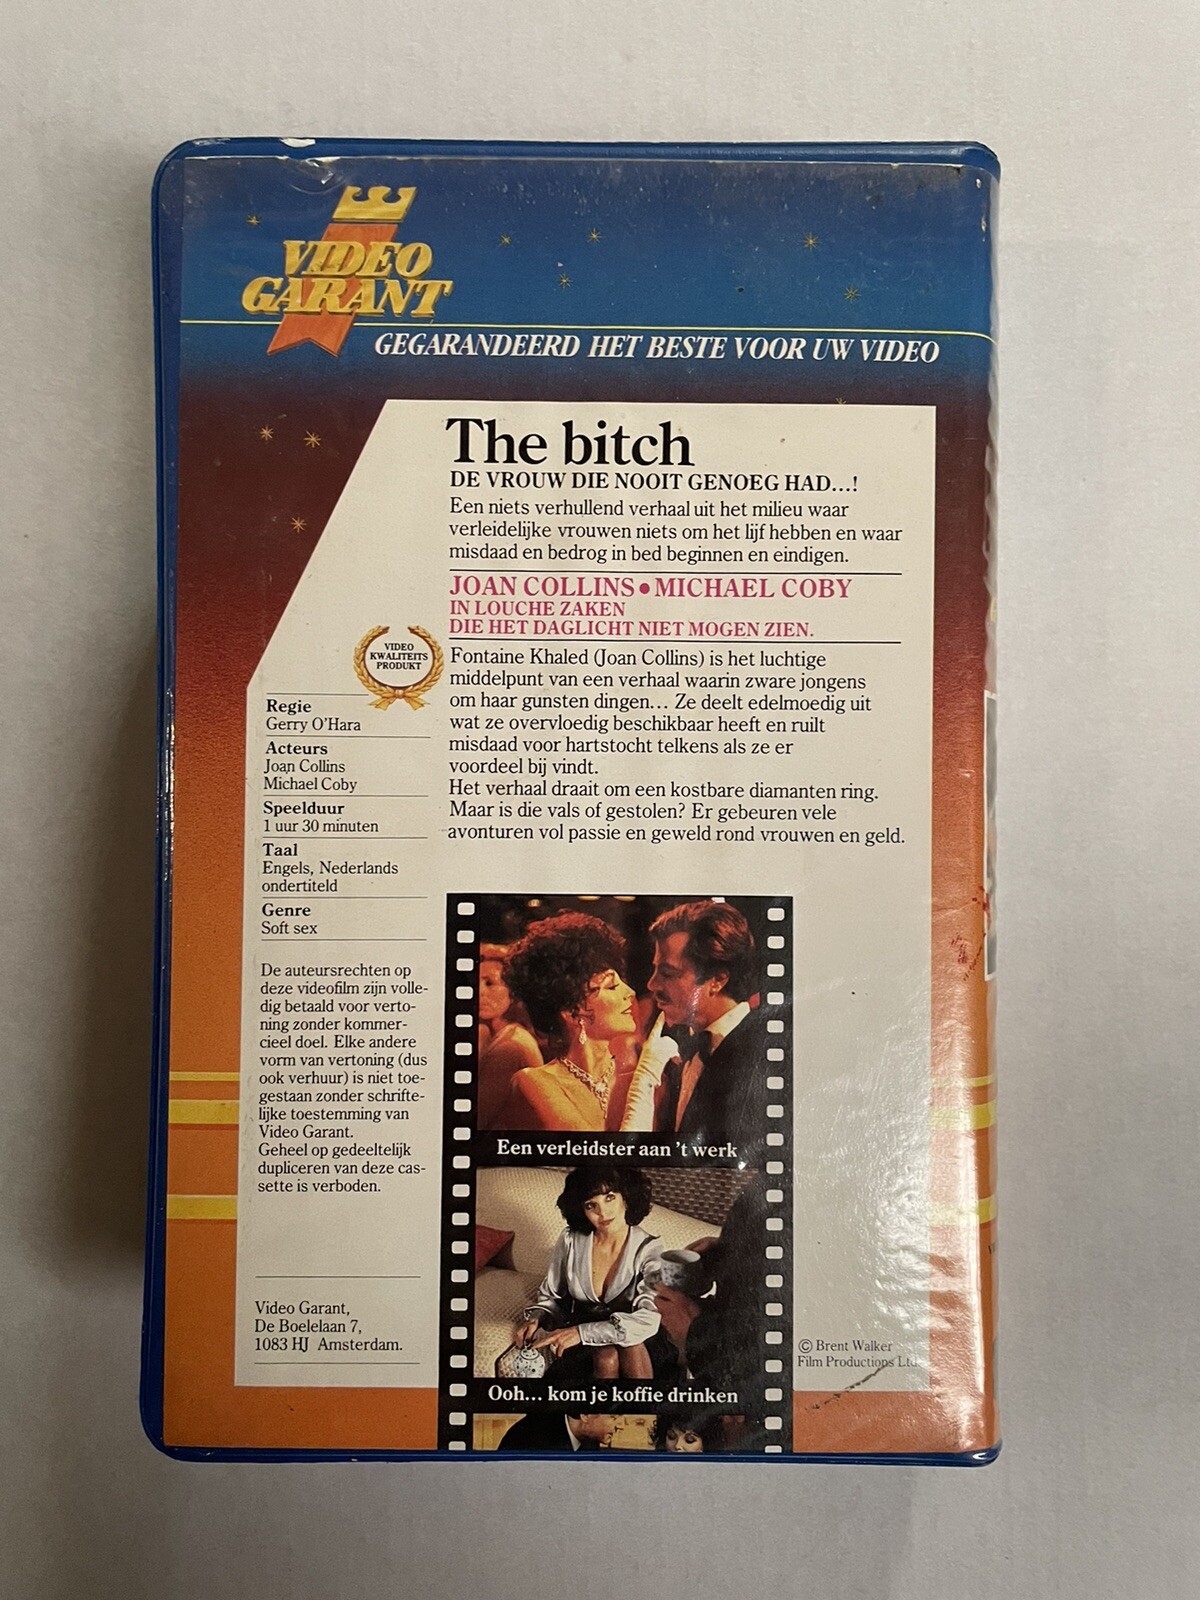 VIDEO
GARANT
GEGARANDEERD HET BESTE VOOR UW VIDEO
The bitch
DE VROUW DIE NOOIT GENOEG HAD...!
Een niets verhullend verhaal uit het milieu waar
verleidelijke vrouwen niets om het lijf hebben en waar
misdaad en bedrog in bed beginnen en eindigen.
JOAN COLLINS • MICHAEL COBY
IN LOUCHE ZAKEN
DIE HET DAGLICHT NIET MOGEN ZIEN.
Fontaine Khaled (Joan Collins) is het luchtige
middelpunt van een verhaal waarin zware jongens
om haar gunsten dingen... Ze deelt edelmoedig uit
wat ze overvloedig beschikbaar heeft en ruilt
misdaad voor hartstocht telkens als ze er
voordeel bij vindt.
Het verhaal draait om een kostbare diamanten ring.
Maar is die vals of gestolen? Er gebeuren vele
avonturen vol passie en geweld rond vrouwen en geld.
VIDEO
KWALITEITS
PRODUKT
Regie
Gerry O'Hara
Acteurs
Joan Collins
Michael Coby
Speelduur
1 uur 30 minuten
Taal
Engels, Nederlands
ondertiteld
Genre
Soft sex
De auteursrechten op
deze videofilm zijn volle-
dig betaald voor verto-
ning zonder kommer-
cieel doel. Elke andere
vorm van vertoning (dus
ook verhuur) is niet toe-
gestaan zonder schrifte-
lijke toestemming van
Video Garant.
Geheel op gedeeltelijk
dupliceren van deze cas-
sette is verboden.
Video Garant,
De Boelelaan 7,
1083 HJ Amsterdam.
Een verleidster aan 't werk
Ooh... kom je koffie drinken
© Brent Walker
Film Productions Ltd.